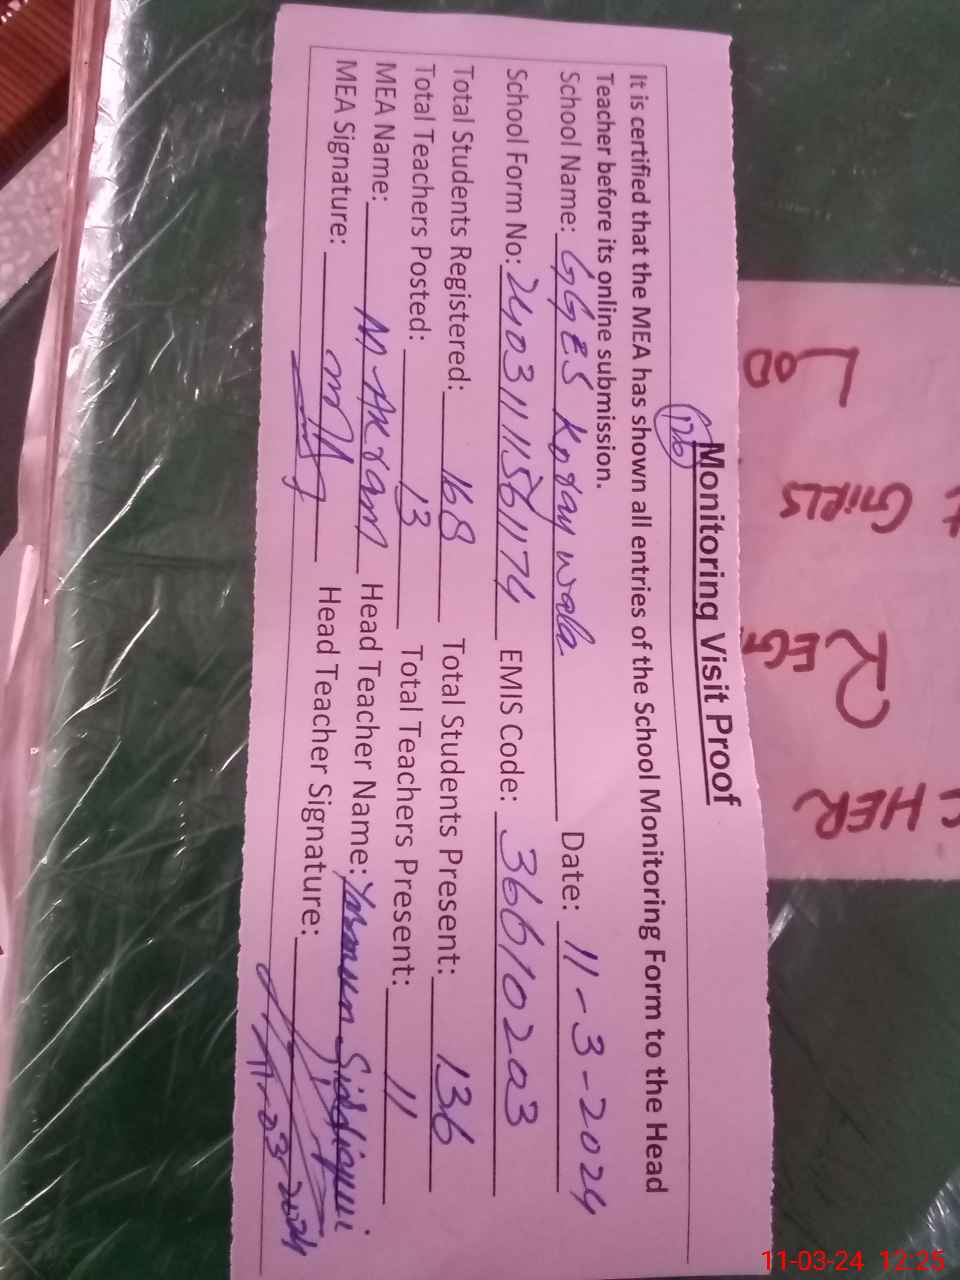 Monitoring Visit Proof
126
It is certified that the MEA has shown all entries of the School Monitoring Form to the Head
Teacher before its online submission.
School Name: GGES Koray wala Date: 11-3-2024
School Form No: 2403111561174 EMIS Code: 36610203
Total Students Registered: 168 Total Students Present: 136
Total Teachers Posted: 13 Total Teachers Present: 11
MEA Name: M. Akram Head Teacher Name: Yasmeen Siddiqui
MEA Signature: Head Teacher Signature:
GIRLS
HER
11-03-24 12:25